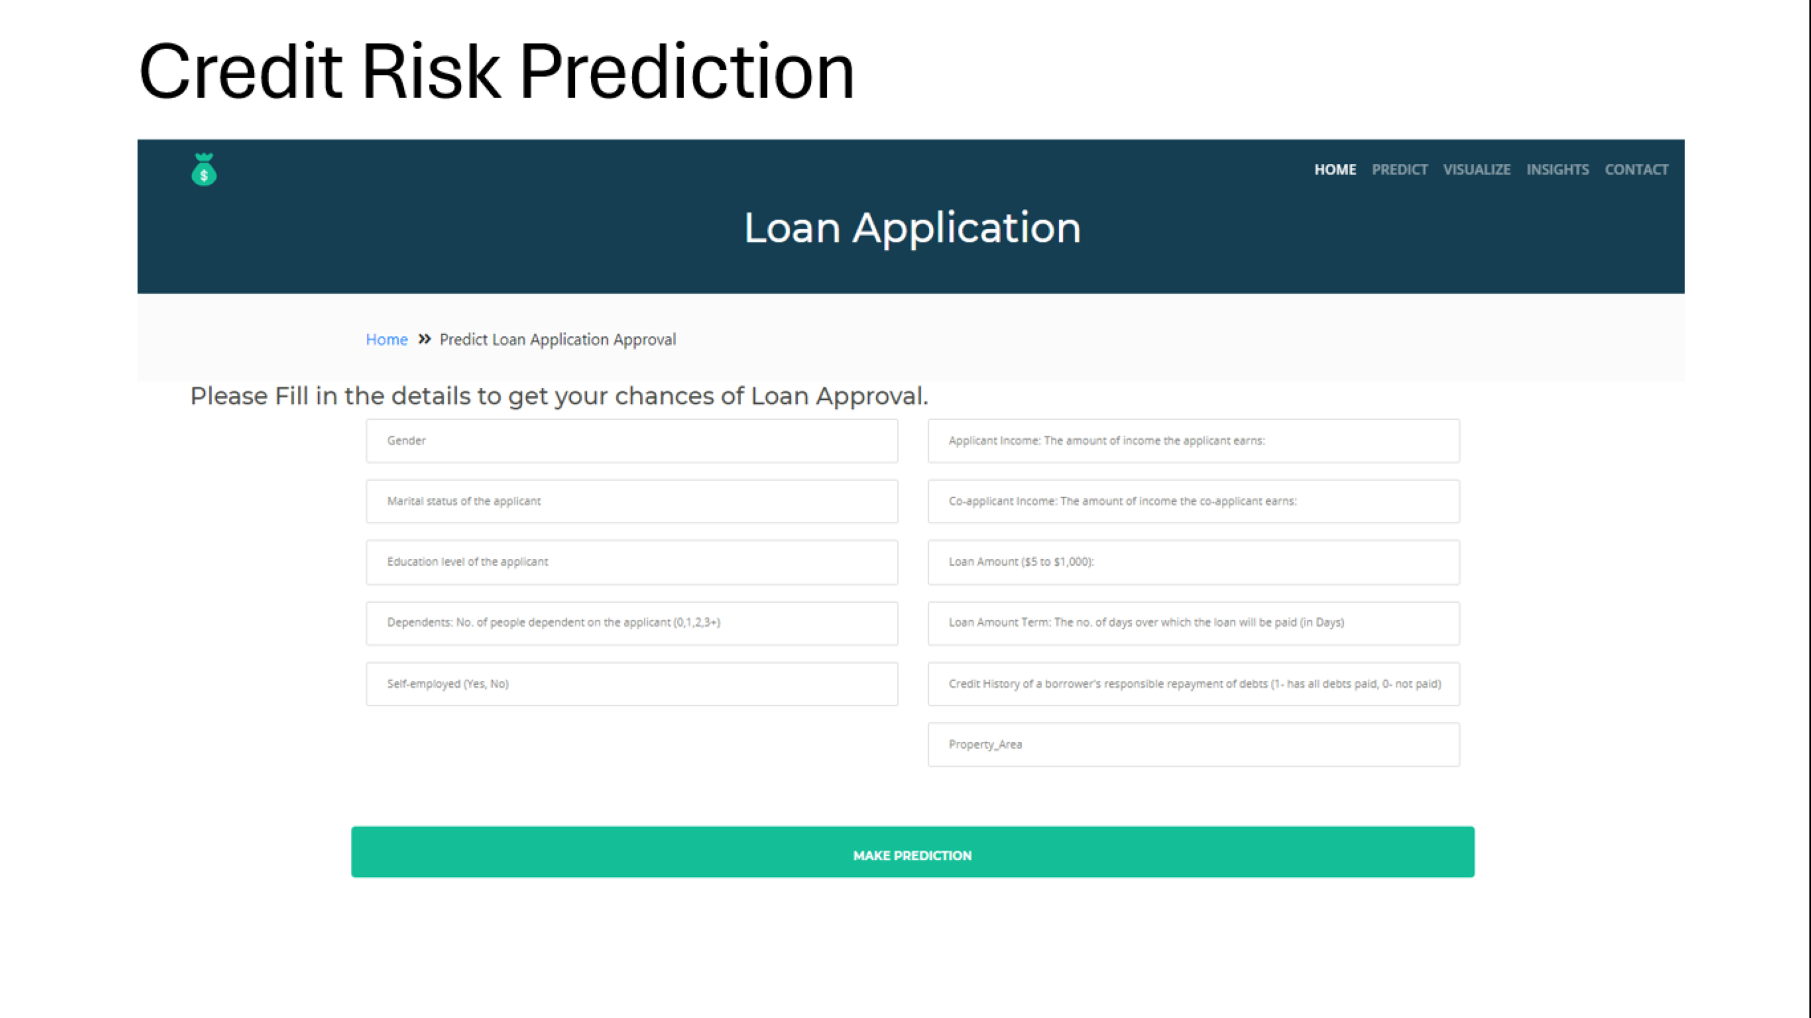 Credit Risk Prediction
$
HOME PREDICT VISUALIZE INSIGHTS CONTACT
Loan Application
Home » Predict Loan Application Approval
Please Fill in the details to get your chances of Loan Approval.
Gender
Marital status of the applicant
Education level of the applicant
Dependents: No. of people dependent on the applicant (0,1,2,3+)
Self-employed (Yes, No)
Applicant Income: The amount of income the applicant earns:
Co-applicant Income: The amount of income the co-applicant earns:
Loan Amount ($5 to $1,000):
Loan Amount Term: The no. of days over which the loan will be paid (in Days)
Credit History of a borrower's responsible repayment of debts (1- has all debts paid, 0- not paid)
Property_Area
MAKE PREDICTION